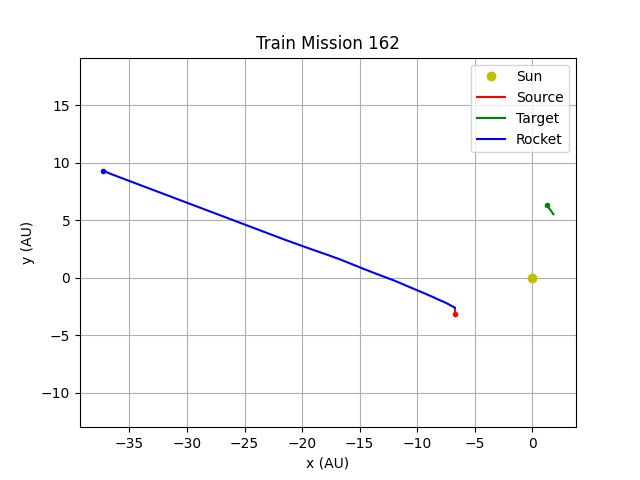 Train Mission 162
Sun
Source
Target
Rocket
y (AU)
15
10
5
0
−5
−10
−35 −30 −25 −20 −15 −10 −5 0
x (AU)